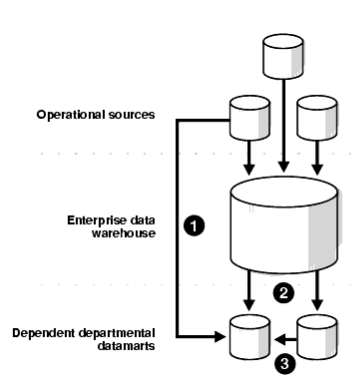 Operational sources
Enterprise data
warehouse
1
2
Dependent departmental
datamarts
3